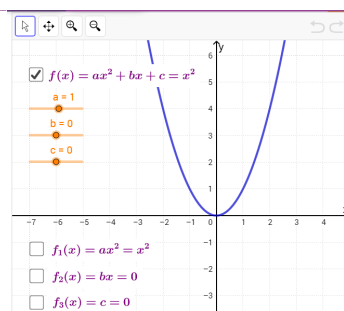 y
6
f(x) = ax² + bx + c = x²
5
a = 1
4
b = 0
3
c = 0
2
1
−7 −6 −5 −4 −3 −2 −1 0 1 2 3 4
−1
f₁(x) = ax² = x²
−2
f₂(x) = bx = 0
−3
f₃(x) = c = 0